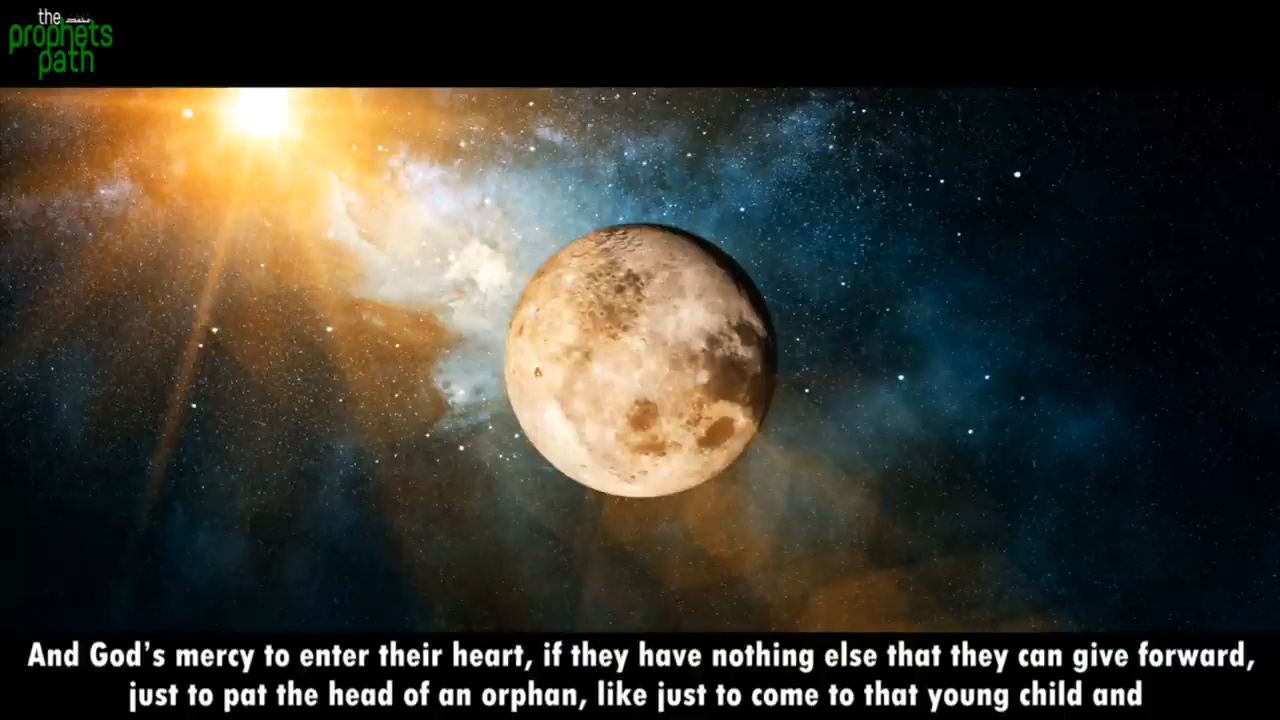 the
prophets
path
And God's mercy to enter their heart, if they have nothing else that they can give forward,
just to pat the head of an orphan, like just to come to that young child and